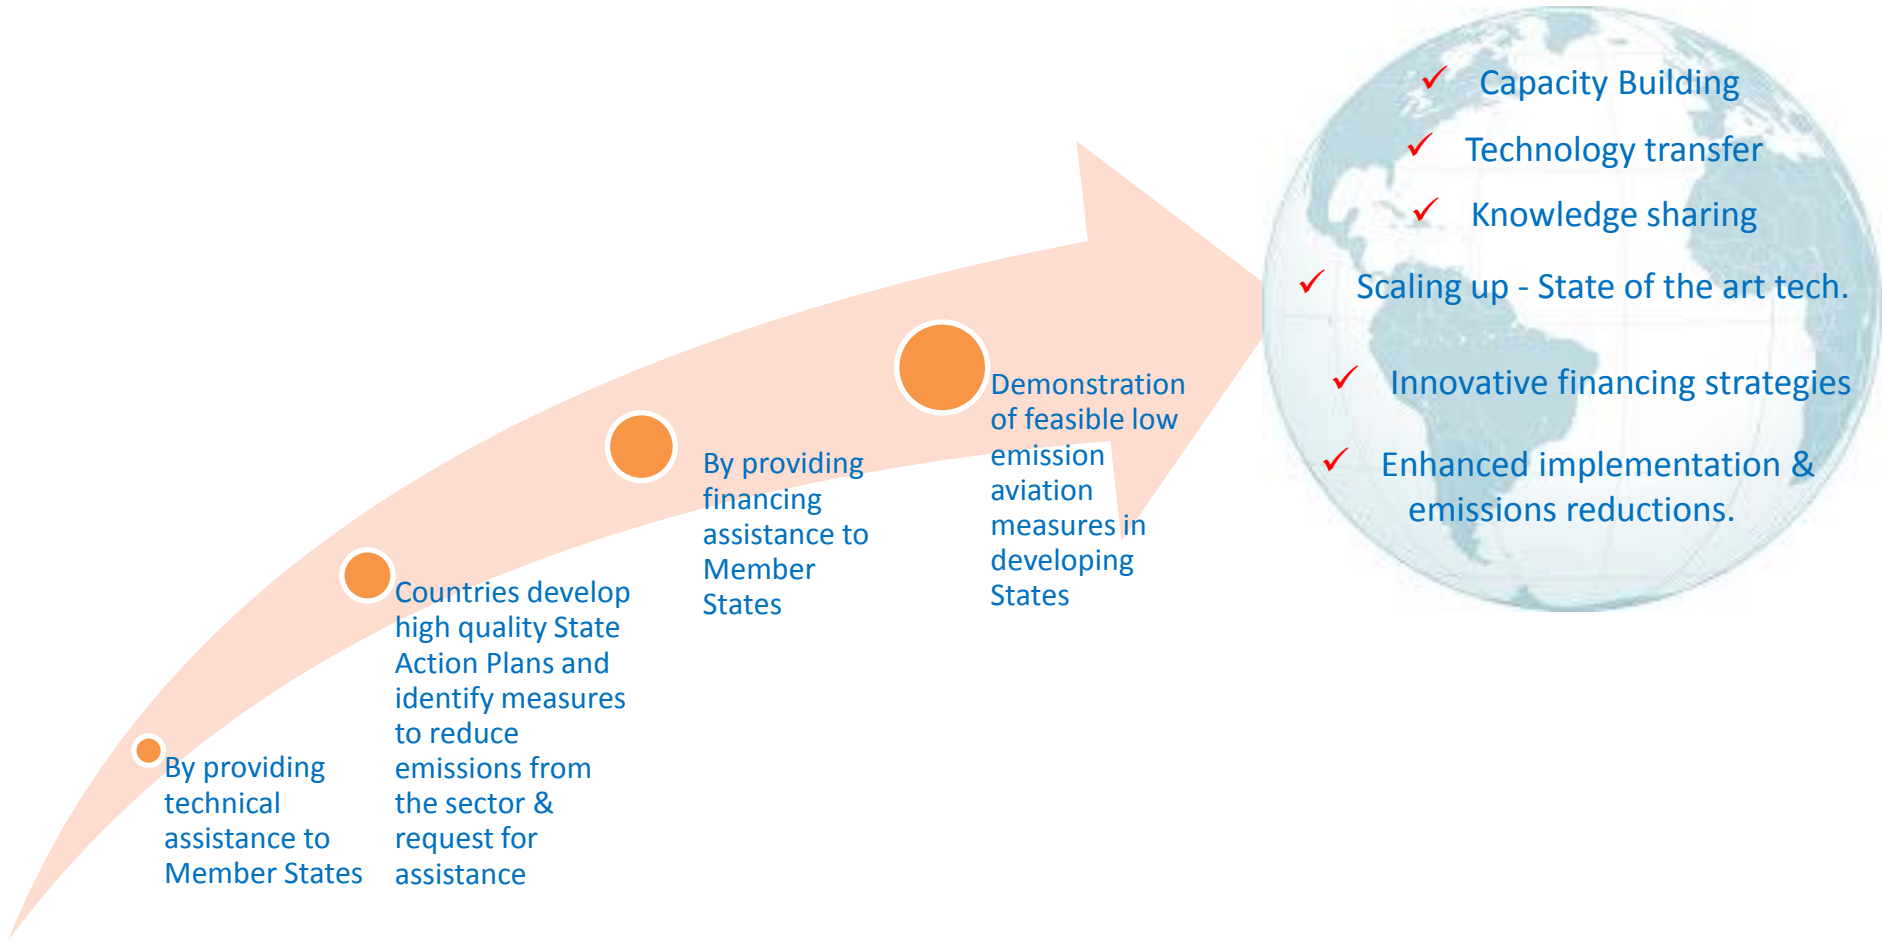 By providing
technical
assistance to
Member States
Countries develop
high quality State
Action Plans and
identify measures
to reduce
emissions from
the sector &
request for
assistance
By providing
financing
assistance to
Member
States
Demonstration
of feasible low
emission
aviation
measures in
developing
States
✓ Capacity Building
✓ Technology transfer
✓ Knowledge sharing
✓ Scaling up - State of the art tech.
✓ Innovative financing strategies
✓ Enhanced implementation &
emissions reductions.